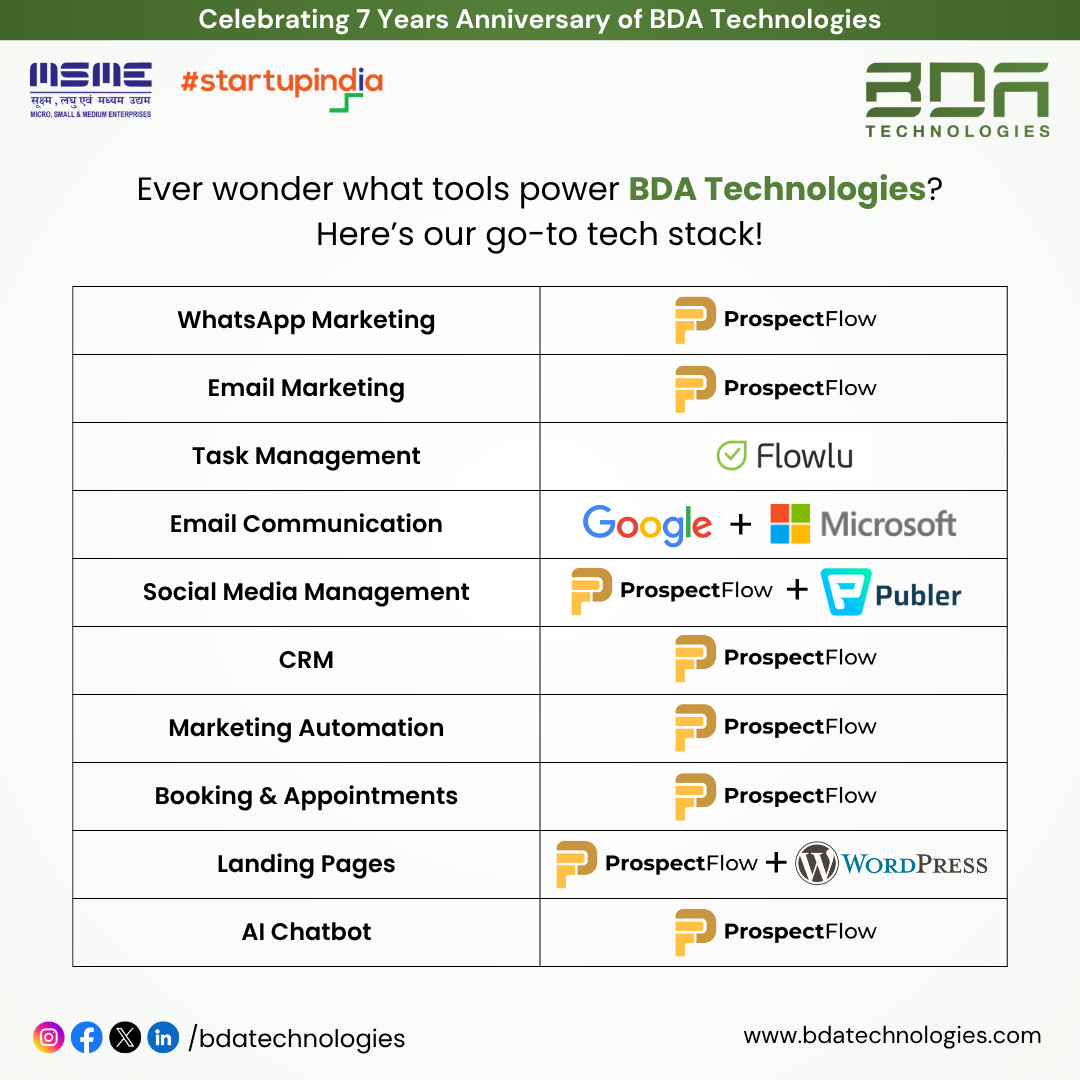 Celebrating 7 Years Anniversary of BDA Technologies
MSME
सूक्ष्म, लघु एवं मध्यम उद्यम
MICRO, SMALL & MEDIUM ENTERPRISES
#startupindia
BDA
TECHNOLOGIES
Ever wonder what tools power BDA Technologies?
Here’s our go-to tech stack!
WhatsApp Marketing ProspectFlow
Email Marketing ProspectFlow
Task Management Flowlu
Email Communication Google + Microsoft
Social Media Management ProspectFlow + Publer
CRM ProspectFlow
Marketing Automation ProspectFlow
Booking & Appointments ProspectFlow
Landing Pages ProspectFlow + WORDPRESS
AI Chatbot ProspectFlow
/bdatechnologies
www.bdatechnologies.com